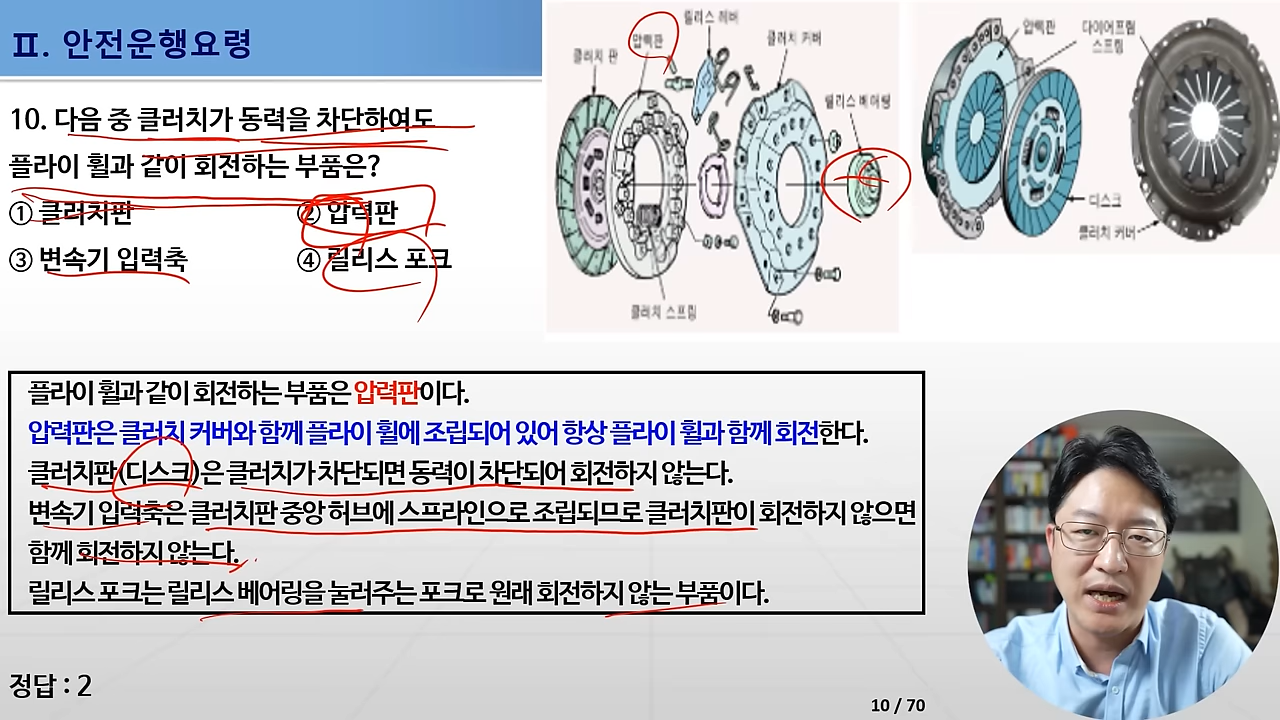 Ⅱ. 안전운행요령
10. 다음 중 클러치가 동력을 차단하여도
플라이 휠과 같이 회전하는 부품은?
① 클러치판 ② 압력판
③ 변속기 입력축 ④ 릴리스 포크
릴리스 레버
압력판
클러치 커버
클러치 판
릴리스 베어링
클러치 스프링
압력판
다이어프램
스프링
디스크
클러치 커버
플라이 휠과 같이 회전하는 부품은 압력판이다.
압력판은 클러치 커버와 함께 플라이 휠에 조립되어 있어 항상 플라이 휠과 함께 회전한다.
클러치판(디스크)은 클러치가 차단되면 동력이 차단되어 회전하지 않는다.
변속기 입력축은 클러치판 중앙 허브에 스프라인으로 조립되므로 클러치판이 회전하지 않으면
함께 회전하지 않는다.
릴리스 포크는 릴리스 베어링을 눌러주는 포크로 원래 회전하지 않는 부품이다.
정답 : 2
10 / 70